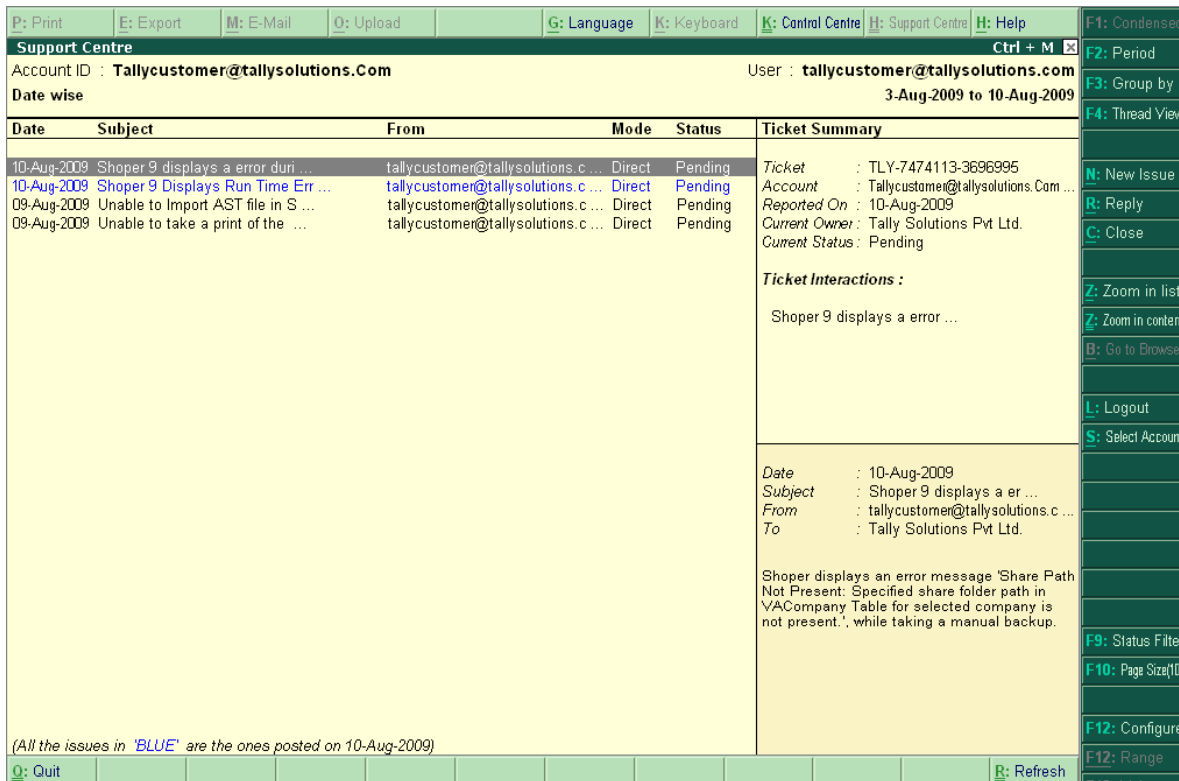 P: Print E: Export M: E-Mail O: Upload G: Language K: Keyboard K: Control Centre H: Support Centre H: Help
Support Centre Ctrl + M
Account ID : Tallycustomer@tallysolutions.Com User : tallycustomer@tallysolutions.com
Date wise 3-Aug-2009 to 10-Aug-2009
Date Subject From Mode Status
10-Aug-2009 Shoper 9 displays a error duri ... tallycustomer@tallysolutions.c ... Direct Pending
10-Aug-2009 Shoper 9 Displays Run Time Err ... tallycustomer@tallysolutions.c ... Direct Pending
09-Aug-2009 Unable to Import AST file in S ... tallycustomer@tallysolutions.c ... Direct Pending
09-Aug-2009 Unable to take a print of the ... tallycustomer@tallysolutions.c ... Direct Pending
(All the issues in 'BLUE' are the ones posted on 10-Aug-2009)
Ticket Summary
Ticket : TLY-7474113-3696995
Account : Tallycustomer@tallysolutions.Com ...
Reported On : 10-Aug-2009
Current Owner : Tally Solutions Pvt Ltd.
Current Status : Pending
Ticket Interactions :
Shoper 9 displays a error ...
Date : 10-Aug-2009
Subject : Shoper 9 displays a er ...
From : tallycustomer@tallysolutions.c ...
To : Tally Solutions Pvt Ltd.
Shoper displays an error message 'Share Path
Not Present: Specified share folder path in
VACompany Table for selected company is
not present.', while taking a manual backup.
Q: Quit R: Refresh
F1: Condensed
F2: Period
F3: Group by
F4: Thread View
N: New Issue
R: Reply
C: Close
Z: Zoom in list
Z: Zoom in conten
B: Go to Browse
L: Logout
S: Select Accoun
F9: Status Filte
F10: Page Size(10
F12: Configure
F12: Range